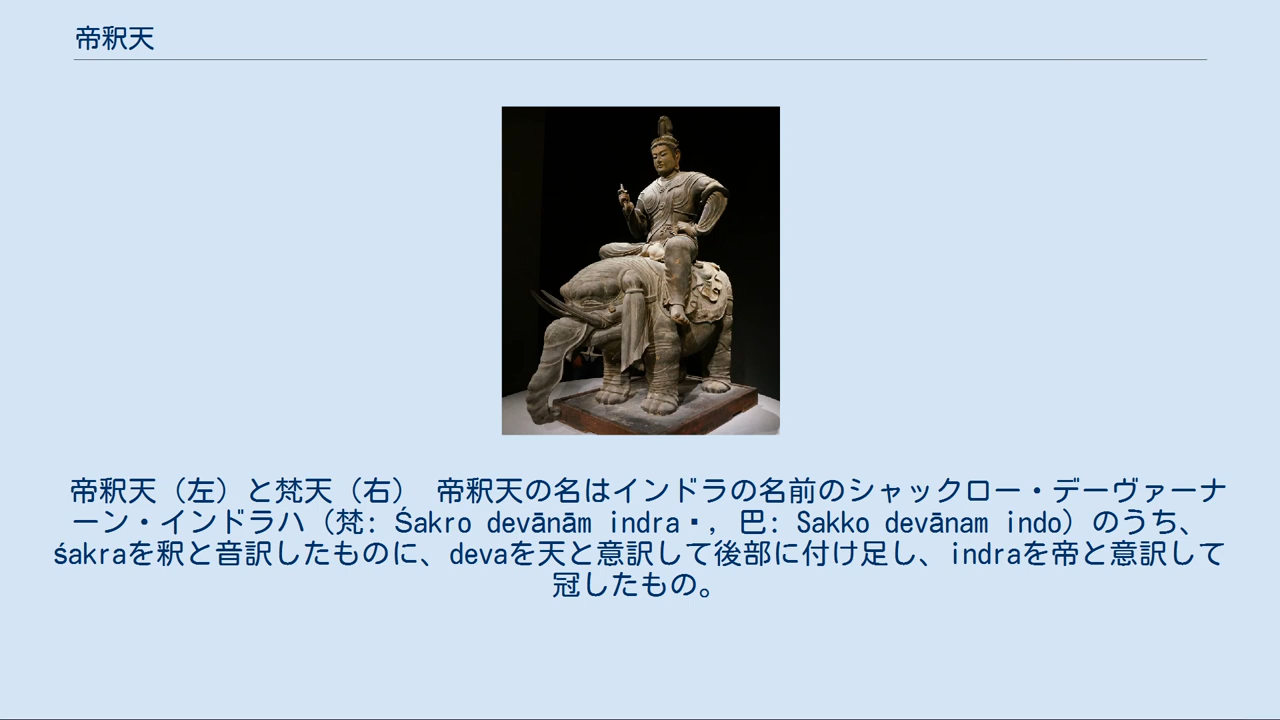 帝釈天
帝釈天（左）と梵天（右） 帝釈天の名はインドラの名前のシャックロー・デーヴァーナ
ーン・インドラハ（梵: Śakro devānām indra▪, 巴: Sakko devānam indo）のうち、
śakraを釈と音訳したものに、devaを天と意訳して後部に付け足し、indraを帝と意訳して
冠したもの。